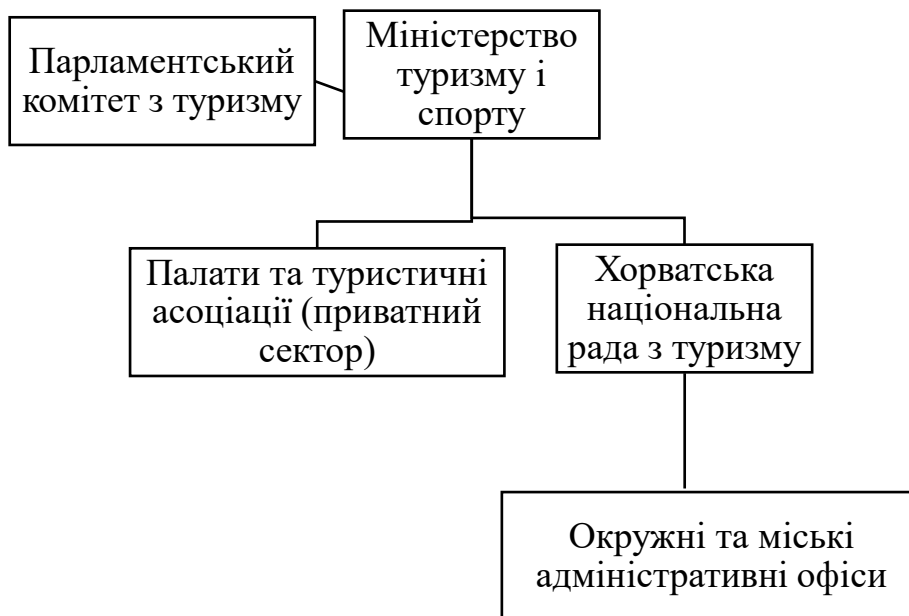 Парламентський
комітет з туризму
Міністерство
туризму і
спорту
Палати та туристичні
асоціації (приватний
сектор)
Хорватська
національна
рада з туризму
Окружні та міські
адміністративні офіси